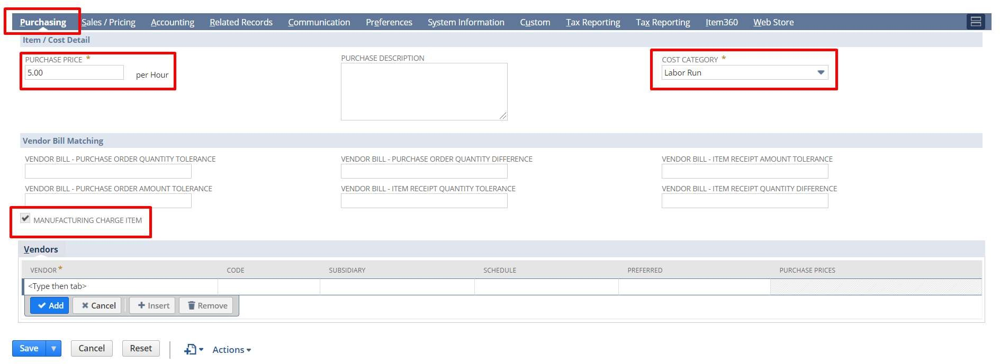 Purchasing Sales / Pricing Accounting Related Records Communication Preferences System Information Custom Tax Reporting Tax Reporting Item360 Web Store
Item / Cost Detail
PURCHASE PRICE * PURCHASE DESCRIPTION COST CATEGORY *
5.00 per Hour Labor Run
Vendor Bill Matching
VENDOR BILL - PURCHASE ORDER QUANTITY TOLERANCE VENDOR BILL - PURCHASE ORDER QUANTITY DIFFERENCE VENDOR BILL - ITEM RECEIPT AMOUNT TOLERANCE
VENDOR BILL - PURCHASE ORDER AMOUNT TOLERANCE VENDOR BILL - ITEM RECEIPT QUANTITY TOLERANCE VENDOR BILL - ITEM RECEIPT QUANTITY DIFFERENCE
MANUFACTURING CHARGE ITEM
Vendors
VENDOR * CODE SUBSIDIARY SCHEDULE PREFERRED PURCHASE PRICES
<Type then tab>
Add Cancel Insert Remove
Save Cancel Reset Actions